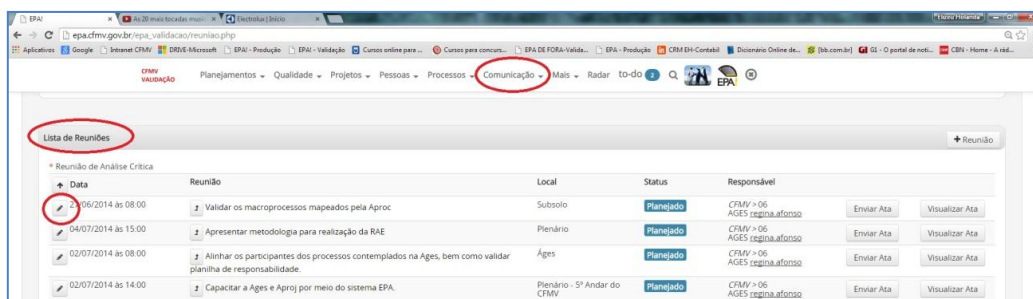 EPA!
As 20 mais tocadas
Electrolux | Início
epa.cfmv.gov.br/epa_validacao/reuniao.php
Aplicativos Google Intranet CFMV DRIVE-Microsoft EPA! - Produção EPA! - Validação Cursos online para ... Cursos para concurs... EPA DE FORA-Valida... EPA - Produção CRM EH-Contabil Dicionário Online de... [bb.com.br] G1 - O portal de notí... CBN - Home - A rád...
CFMV VALIDAÇÃO Planejamentos Qualidade Projetos Pessoas Processos Comunicação Mais Radar to-do 2 EPA!
Lista de Reuniões + Reunião
* Reunião de Análise Crítica
Data Reunião Local Status Responsável
27/06/2014 às 08:00 Validar os macroprocessos mapeados pela Aproc Subsolo Planejado CFMV > 06 AGES regina.afonso Enviar Ata Visualizar Ata
04/07/2014 às 15:00 Apresentar metodologia para realização da RAE Plenário Planejado CFMV > 06 AGES regina.afonso Enviar Ata Visualizar Ata
02/07/2014 às 08:00 Alinhar os participantes dos processos contemplados na Ages, bem como validar planilha de responsabilidade. Áges Planejado CFMV > 06 AGES regina.afonso Enviar Ata Visualizar Ata
02/07/2014 às 14:00 Capacitar a Ages e Aproj por meio do sistema EPA. Plenário - 5º Andar do CFMV Planejado CFMV > 06 AGES regina.afonso Enviar Ata Visualizar Ata